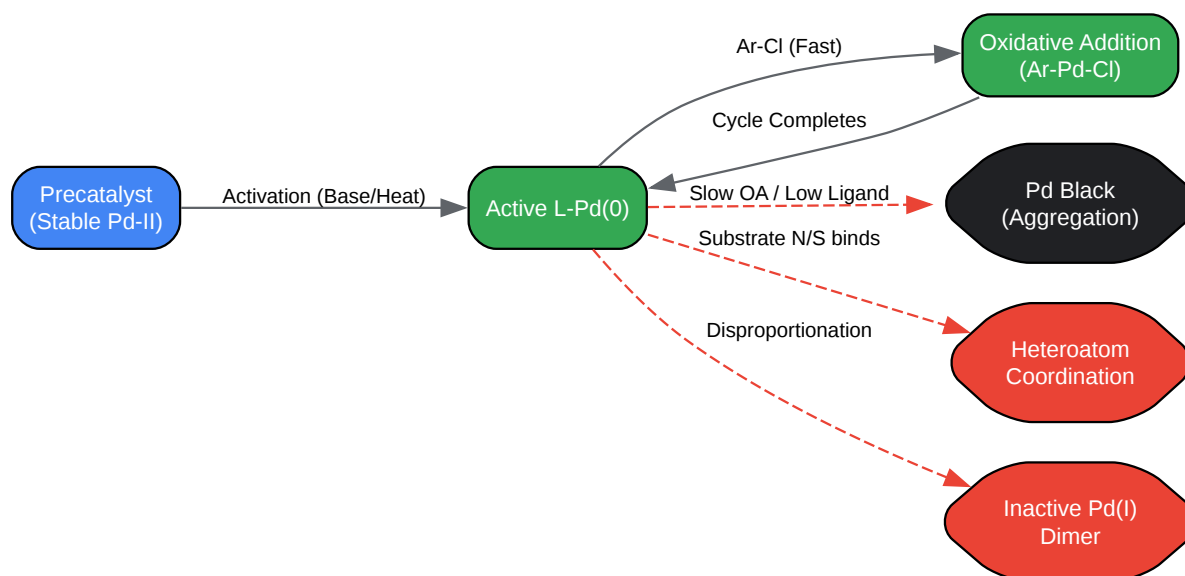 Ar-Cl (Fast)
Oxidative Addition
(Ar-Pd-Cl)
Cycle Completes
Precatalyst
(Stable Pd-II)
Activation (Base/Heat)
Active L-Pd(0)
Slow OA / Low Ligand
Pd Black
(Aggregation)
Substrate N/S binds
Heteroatom
Coordination
Disproportionation
Inactive Pd(I)
Dimer